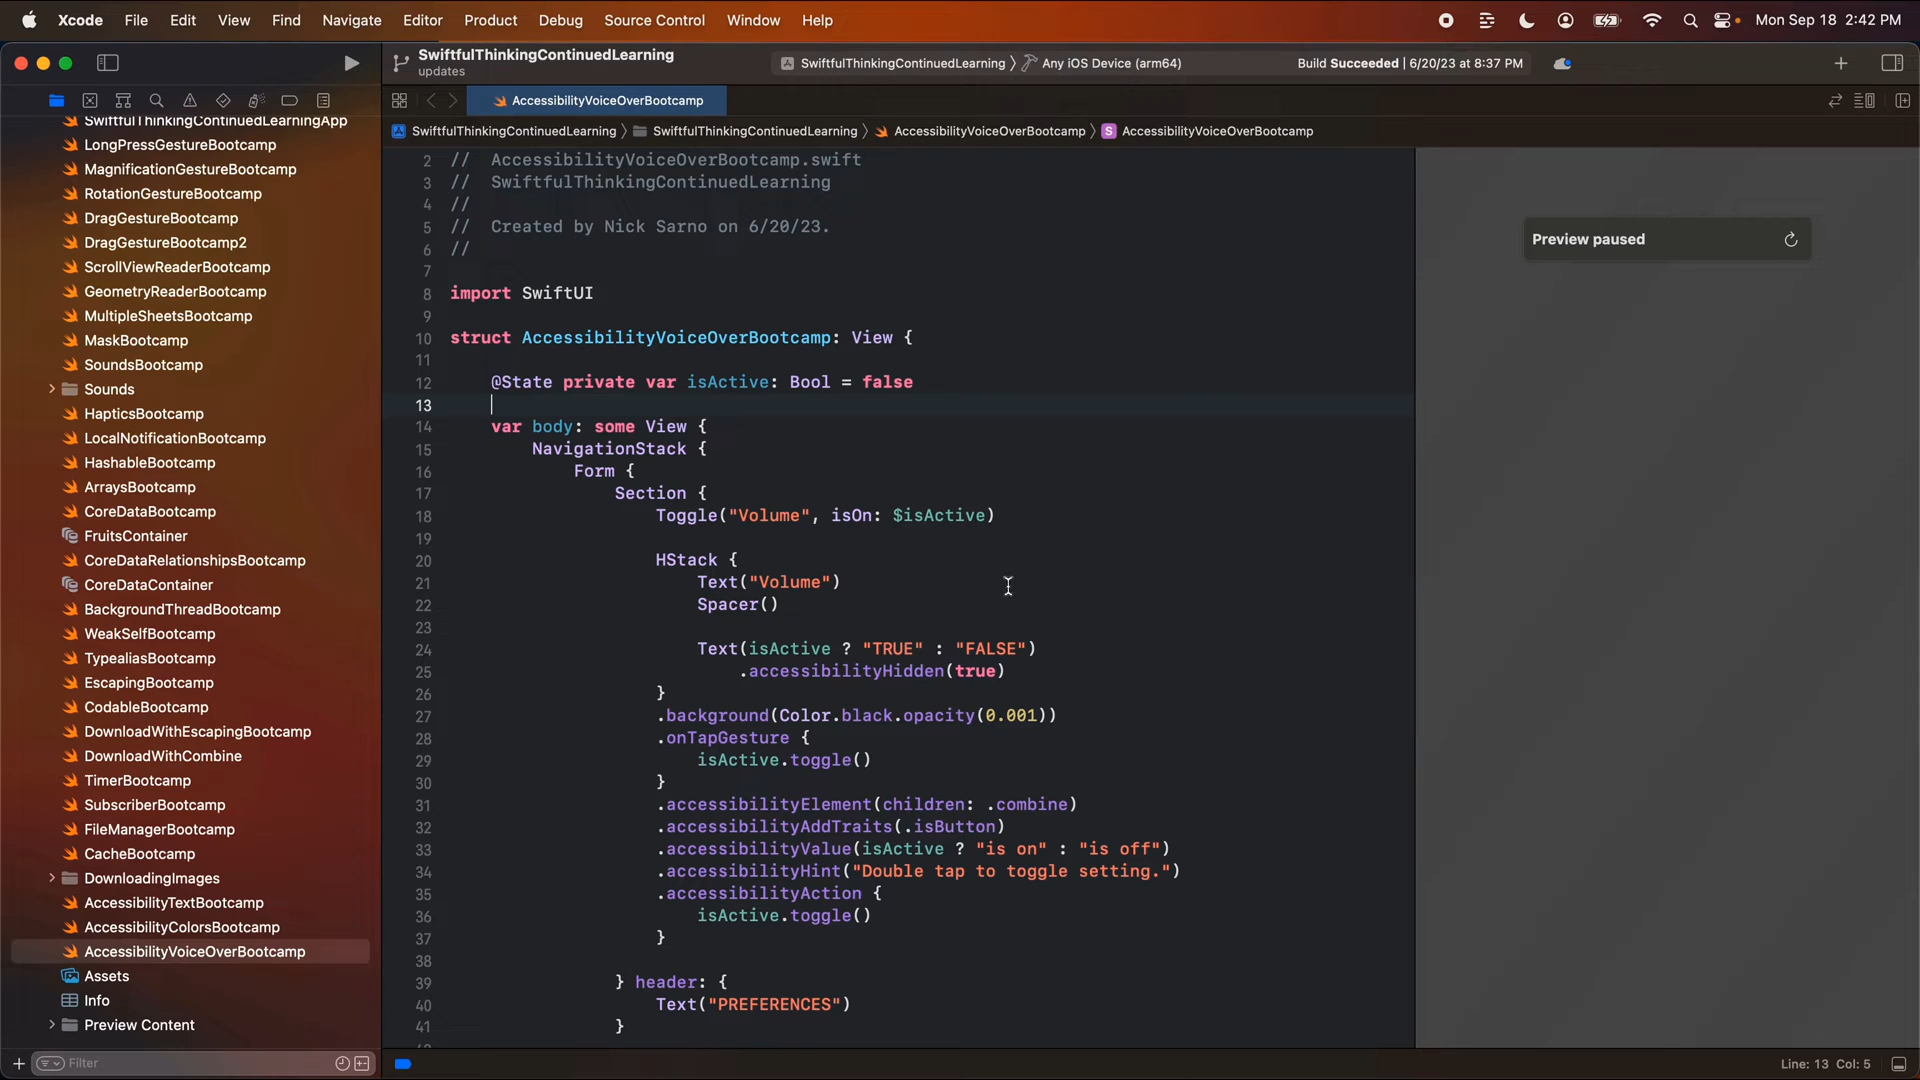 Xcode File Edit View Find Navigate Editor Product Debug Source Control Window Help Mon Sep 18 2:42 PM
SwiftfulThinkingContinuedLearning
updates
SwiftfulThinkingContinuedLearning 〉 Any iOS Device (arm64)
Build Succeeded | 6/20/23 at 8:37 PM
AccessibilityVoiceOverBootcamp
SwiftfulThinkingContinuedLearning 〉 SwiftfulThinkingContinuedLearning 〉 AccessibilityVoiceOverBootcamp 〉 S AccessibilityVoiceOverBootcamp
SwiftfulThinkingContinuedLearningApp
LongPressGestureBootcamp
MagnificationGestureBootcamp
RotationGestureBootcamp
DragGestureBootcamp
DragGestureBootcamp2
ScrollViewReaderBootcamp
GeometryReaderBootcamp
MultipleSheetsBootcamp
MaskBootcamp
SoundsBootcamp
Sounds
HapticsBootcamp
LocalNotificationBootcamp
HashableBootcamp
ArraysBootcamp
CoreDataBootcamp
FruitsContainer
CoreDataRelationshipsBootcamp
CoreDataContainer
BackgroundThreadBootcamp
WeakSelfBootcamp
TypealiasBootcamp
EscapingBootcamp
CodableBootcamp
DownloadWithEscapingBootcamp
DownloadWithCombine
TimerBootcamp
SubscriberBootcamp
FileManagerBootcamp
CacheBootcamp
DownloadingImages
AccessibilityTextBootcamp
AccessibilityColorsBootcamp
AccessibilityVoiceOverBootcamp
Assets
Info
Preview Content
Filter
2 // AccessibilityVoiceOverBootcamp.swift
3 // SwiftfulThinkingContinuedLearning
4 //
5 // Created by Nick Sarno on 6/20/23.
6 //
7
8 import SwiftUI
9
10 struct AccessibilityVoiceOverBootcamp: View {
11
12 @State private var isActive: Bool = false
13
14 var body: some View {
15 NavigationStack {
16 Form {
17 Section {
18 Toggle("Volume", isOn: $isActive)
19
20 HStack {
21 Text("Volume")
22 Spacer()
23
24 Text(isActive ? "TRUE" : "FALSE")
25 .accessibilityHidden(true)
26 }
27 .background(Color.black.opacity(0.001))
28 .onTapGesture {
29 isActive.toggle()
30 }
31 .accessibilityElement(children: .combine)
32 .accessibilityAddTraits(.isButton)
33 .accessibilityValue(isActive ? "is on" : "is off")
34 .accessibilityHint("Double tap to toggle setting.")
35 .accessibilityAction {
36 isActive.toggle()
37 }
38
39 } header: {
40 Text("PREFERENCES")
41 }
Preview paused
Line: 13 Col: 5